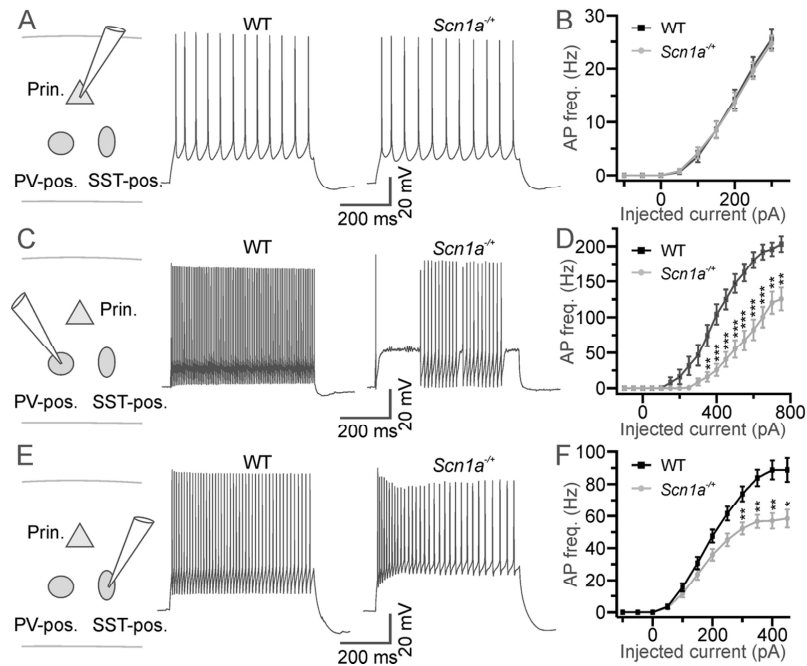 A
WT
Scn1a-/+
Prin.
PV-pos. SST-pos.
200 ms
20 mV
B
WT
Scn1a-/+
AP freq. (Hz)
30
20
10
0
0 200
Injected current (pA)
C
WT
Scn1a-/+
Prin.
PV-pos. SST-pos.
200 ms
20 mV
D
WT
Scn1a-/+
AP freq. (Hz)
200
150
100
50
0
** *** *** *** *** *** *** ** **
0 400 800
Injected current (pA)
E
WT
Scn1a-/+
Prin.
PV-pos. SST-pos.
200 ms
20 mV
F
WT
Scn1a-/+
AP freq. (Hz)
100
80
60
40
20
0
** ** ** *
0 200 400
Injected current (pA)